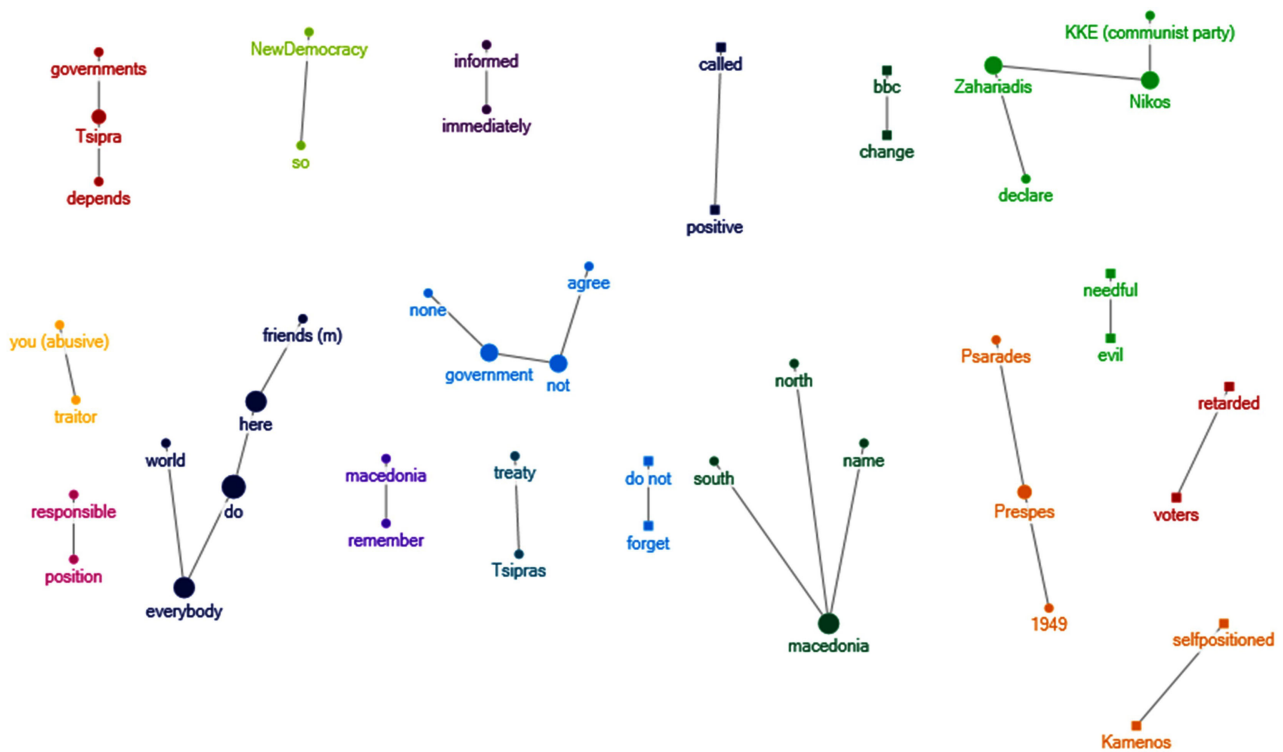 KKE (communist party)
NewDemocracy
informed
called
governments
bbc
Zahariadis
Nikos
Tsipra
immediately
change
so
depends
declare
positive
agree
needful
none
friends (m)
you (abusive)
evil
Psarades
government
not
north
retarded
traitor
here
world
name
macedonia
treaty
do not
south
responsible
do
Prespes
voters
remember
forget
Tsipras
position
everybody
1949
selfpositioned
macedonia
Kamenos